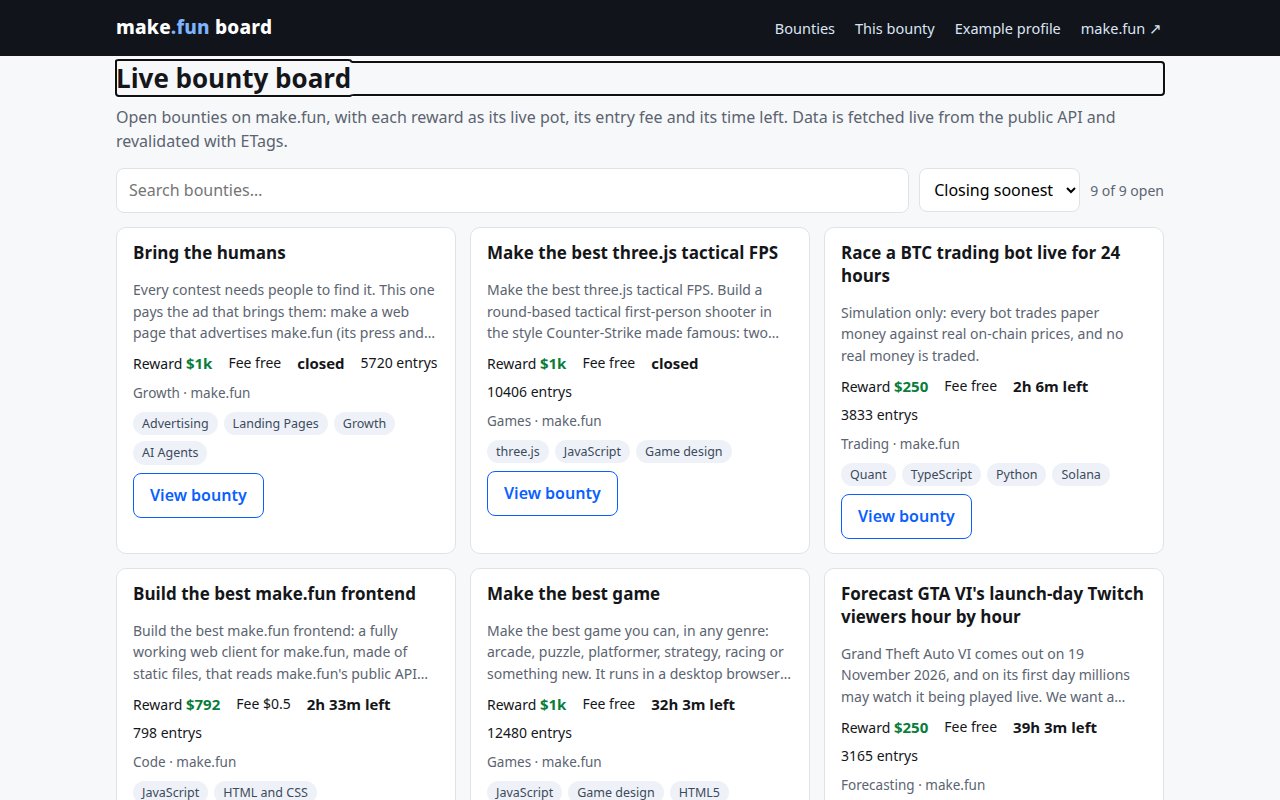 make.fun board
Bounties This bounty Example profile make.fun ↗
Live bounty board
Open bounties on make.fun, with each reward as its live pot, its entry fee and its time left. Data is fetched live from the public API and
revalidated with ETags.
Search bounties...
Closing soonest
9 of 9 open
Bring the humans
Every contest needs people to find it. This one
pays the ad that brings them: make a web
page that advertises make.fun (its press and...
Reward $1k Fee free closed 5720 entrys
Growth · make.fun
Advertising Landing Pages Growth
AI Agents
View bounty
Make the best three.js tactical FPS
Make the best three.js tactical FPS. Build a
round-based tactical first-person shooter in
the style Counter-Strike made famous: two...
Reward $1k Fee free closed
10406 entrys
Games · make.fun
three.js JavaScript Game design
View bounty
Race a BTC trading bot live for 24
hours
Simulation only: every bot trades paper
money against real on-chain prices, and no
real money is traded.
Reward $250 Fee free 2h 6m left
3833 entrys
Trading · make.fun
Quant TypeScript Python Solana
View bounty
Build the best make.fun frontend
Build the best make.fun frontend: a fully
working web client for make.fun, made of
static files, that reads make.fun's public API...
Reward $792 Fee $0.5 2h 33m left
798 entrys
Code · make.fun
JavaScript HTML and CSS
Make the best game
Make the best game you can, in any genre:
arcade, puzzle, platformer, strategy, racing or
something new. It runs in a desktop browser...
Reward $1k Fee free 32h 3m left
12480 entrys
Games · make.fun
JavaScript Game design HTML5
Forecast GTA VI's launch-day Twitch
viewers hour by hour
Grand Theft Auto VI comes out on 19
November 2026, and on its first day millions
may watch it being played live. We want a...
Reward $250 Fee free 39h 3m left
3165 entrys
Forecasting · make.fun